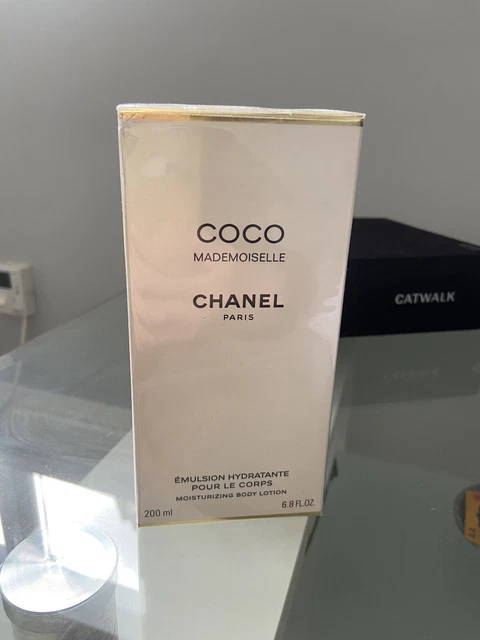 COCO
MADEMOISELLE
CHANEL
PARIS
CATWALK
ÉMULSION HYDRATANTE
POUR LE CORPS
MOISTURIZING BODY LOTION
200 ml
6.8 FL.OZ.